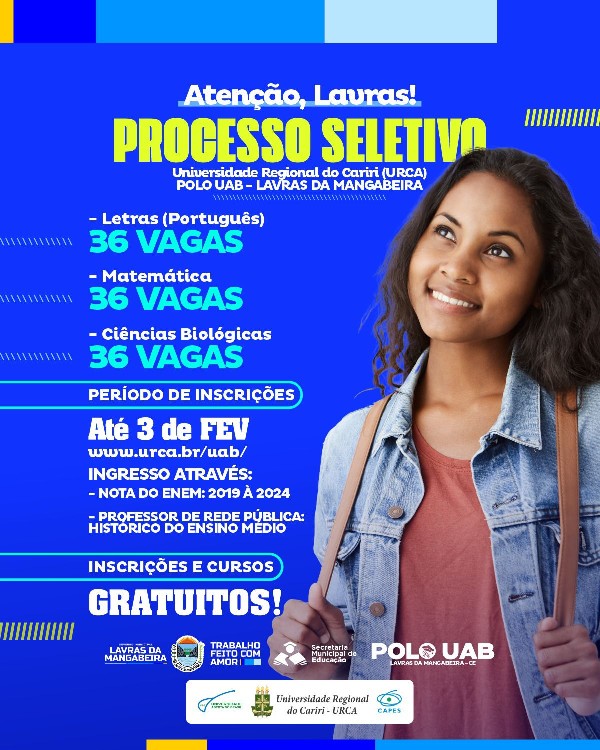 Atenção, Lavras!
PROCESSO SELETIVO
Universidade Regional do Cariri (URCA)
POLO UAB - LAVRAS DA MANGABEIRA
- Letras (Português)
36 VAGAS
- Matemática
36 VAGAS
- Ciências Biológicas
36 VAGAS
PERÍODO DE INSCRIÇÕES
Até 3 de FEV
www.urca.br/uab/
INGRESSO ATRAVÉS:
- NOTA DO ENEM: 2019 À 2024
- PROFESSOR DE REDE PÚBLICA:
HISTÓRICO DO ENSINO MÉDIO
INSCRIÇÕES E CURSOS
GRATUITOS!
LAVRAS DA
MANGABEIRA
TRABALHO
FEITO COM
AMOR
Secretaria
Municipal da
Educação
POLO UAB
LAVRAS DA MANGABEIRA - CE
Universidade Regional
do Cariri - URCA
CAPES